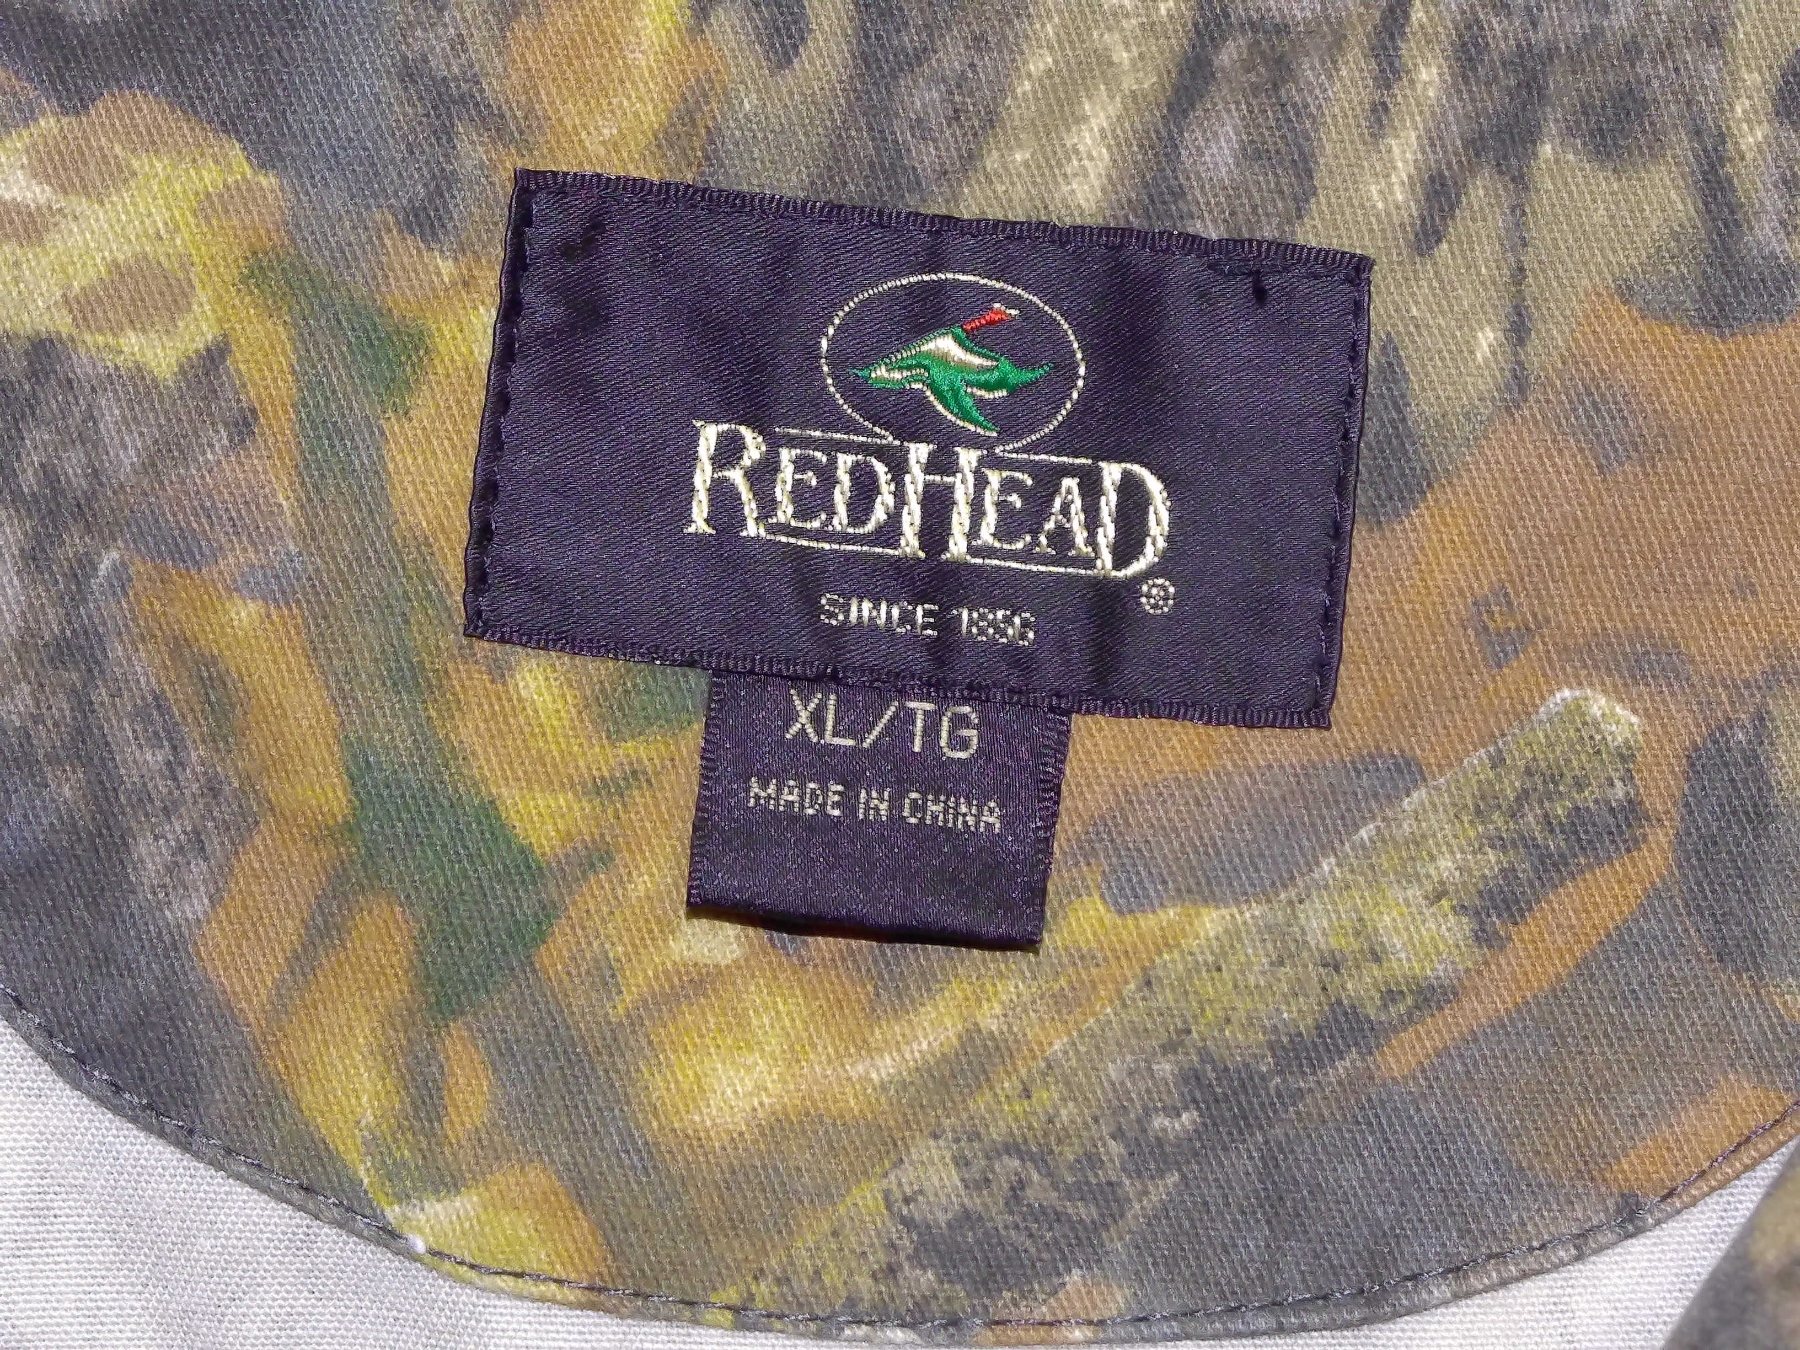 REDHEAD®
SINCE 1856
XL/TG
MADE IN CHINA